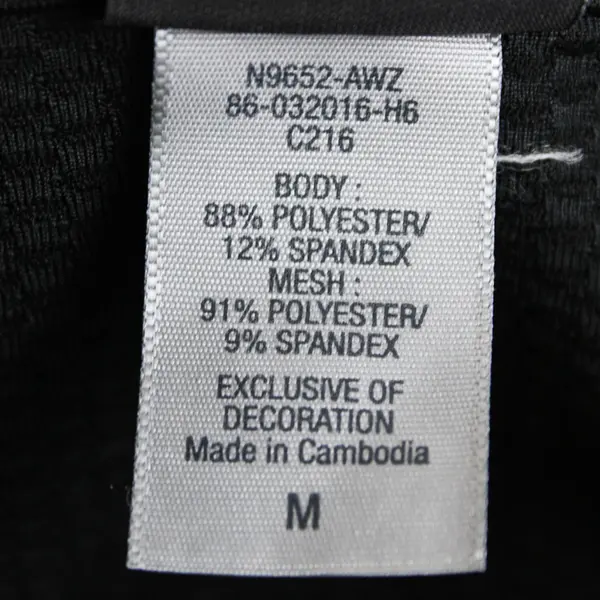 N9652-AWZ
86-032016-H6
C216
BODY :
88% POLYESTER/
12% SPANDEX
MESH :
91% POLYESTER/
9% SPANDEX
EXCLUSIVE OF
DECORATION
Made in Cambodia
M